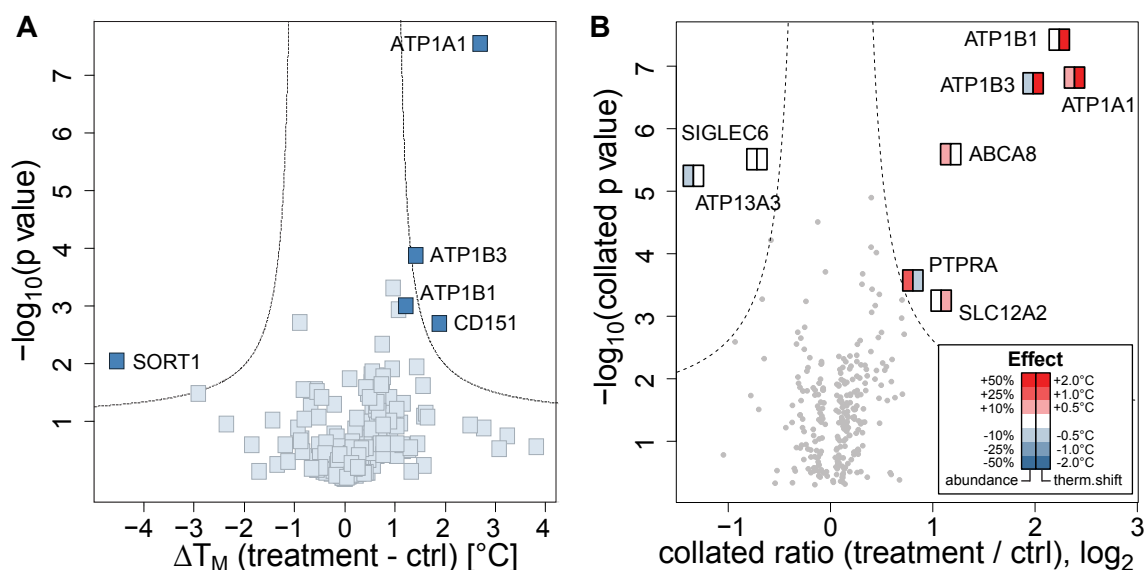 A
−log10(p value)
7
6
5
4
3
2
1
ATP1A1
ATP1B3
ATP1B1
CD151
SORT1
−4 −3 −2 −1 0 1 2 3 4
ΔTM (treatment - ctrl) [°C]
B
−log10(collated p value)
7
6
5
4
3
2
1
ATP1B1
ATP1B3
ATP1A1
SIGLEC6
ABCA8
ATP13A3
PTPRA
SLC12A2
Effect
+50% +2.0°C
+25% +1.0°C
+10% +0.5°C
-10% -0.5°C
-25% -1.0°C
-50% -2.0°C
abundance therm.shift
−1 0 1 2 3
collated ratio (treatment / ctrl), log2